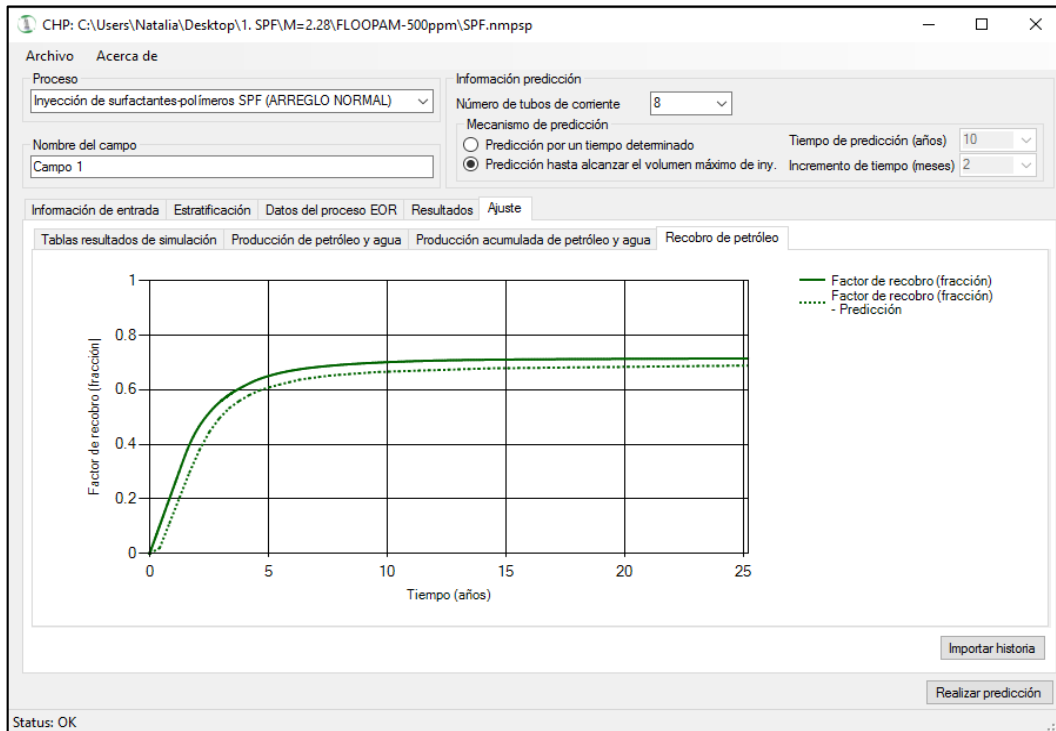 CHP: C:\Users\Natalia\Desktop\1. SPF\M=2.28\FLOOPAM-500ppm\SPF.nmpsp
Archivo Acerca de
Proceso
Inyección de surfactantes-polímeros SPF (ARREGLO NORMAL)
Nombre del campo
Campo 1
Información predicción
Número de tubos de corriente 8
Mecanismo de predicción
Predicción por un tiempo determinado
Predicción hasta alcanzar el volumen máximo de iny.
Tiempo de predicción (años) 10
Incremento de tiempo (meses) 2
Información de entrada Estratificación Datos del proceso EOR Resultados Ajuste
Tablas resultados de simulación Producción de petróleo y agua Producción acumulada de petróleo y agua Recobro de petróleo
Factor de recobro (fracción)
1
0.8
0.6
0.4
0.2
0
0 5 10 15 20 25
Tiempo (años)
Factor de recobro (fracción)
Factor de recobro (fracción)
- Predicción
Importar historia
Realizar predicción
Status: OK